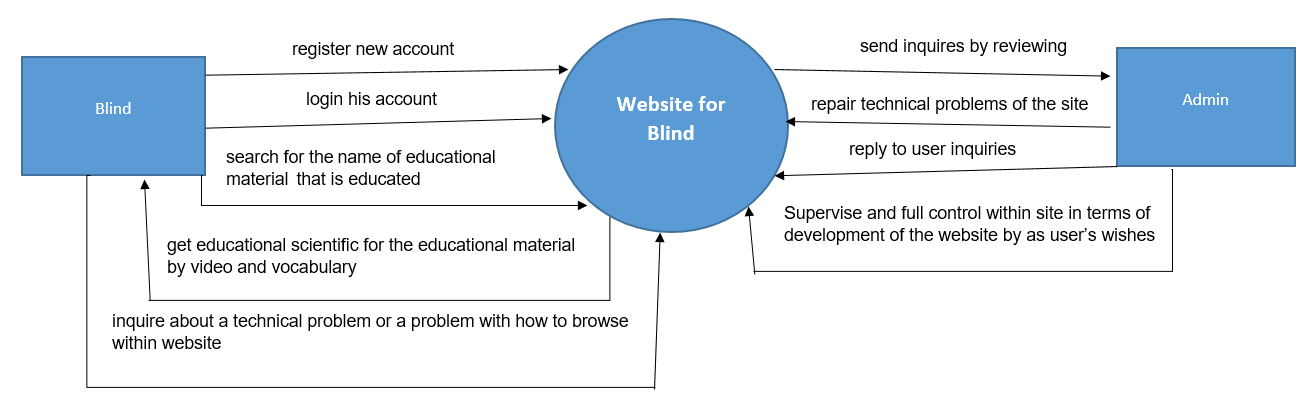 register new account
send inquires by reviewing
Blind
login his account
Website for
Blind
repair technical problems of the site
Admin
search for the name of educational
material that is educated
reply to user inquiries
Supervise and full control within site in terms of
development of the website by as user's wishes
get educational scientific for the educational material
by video and vocabulary
inquire about a technical problem or a problem with how to browse
within website